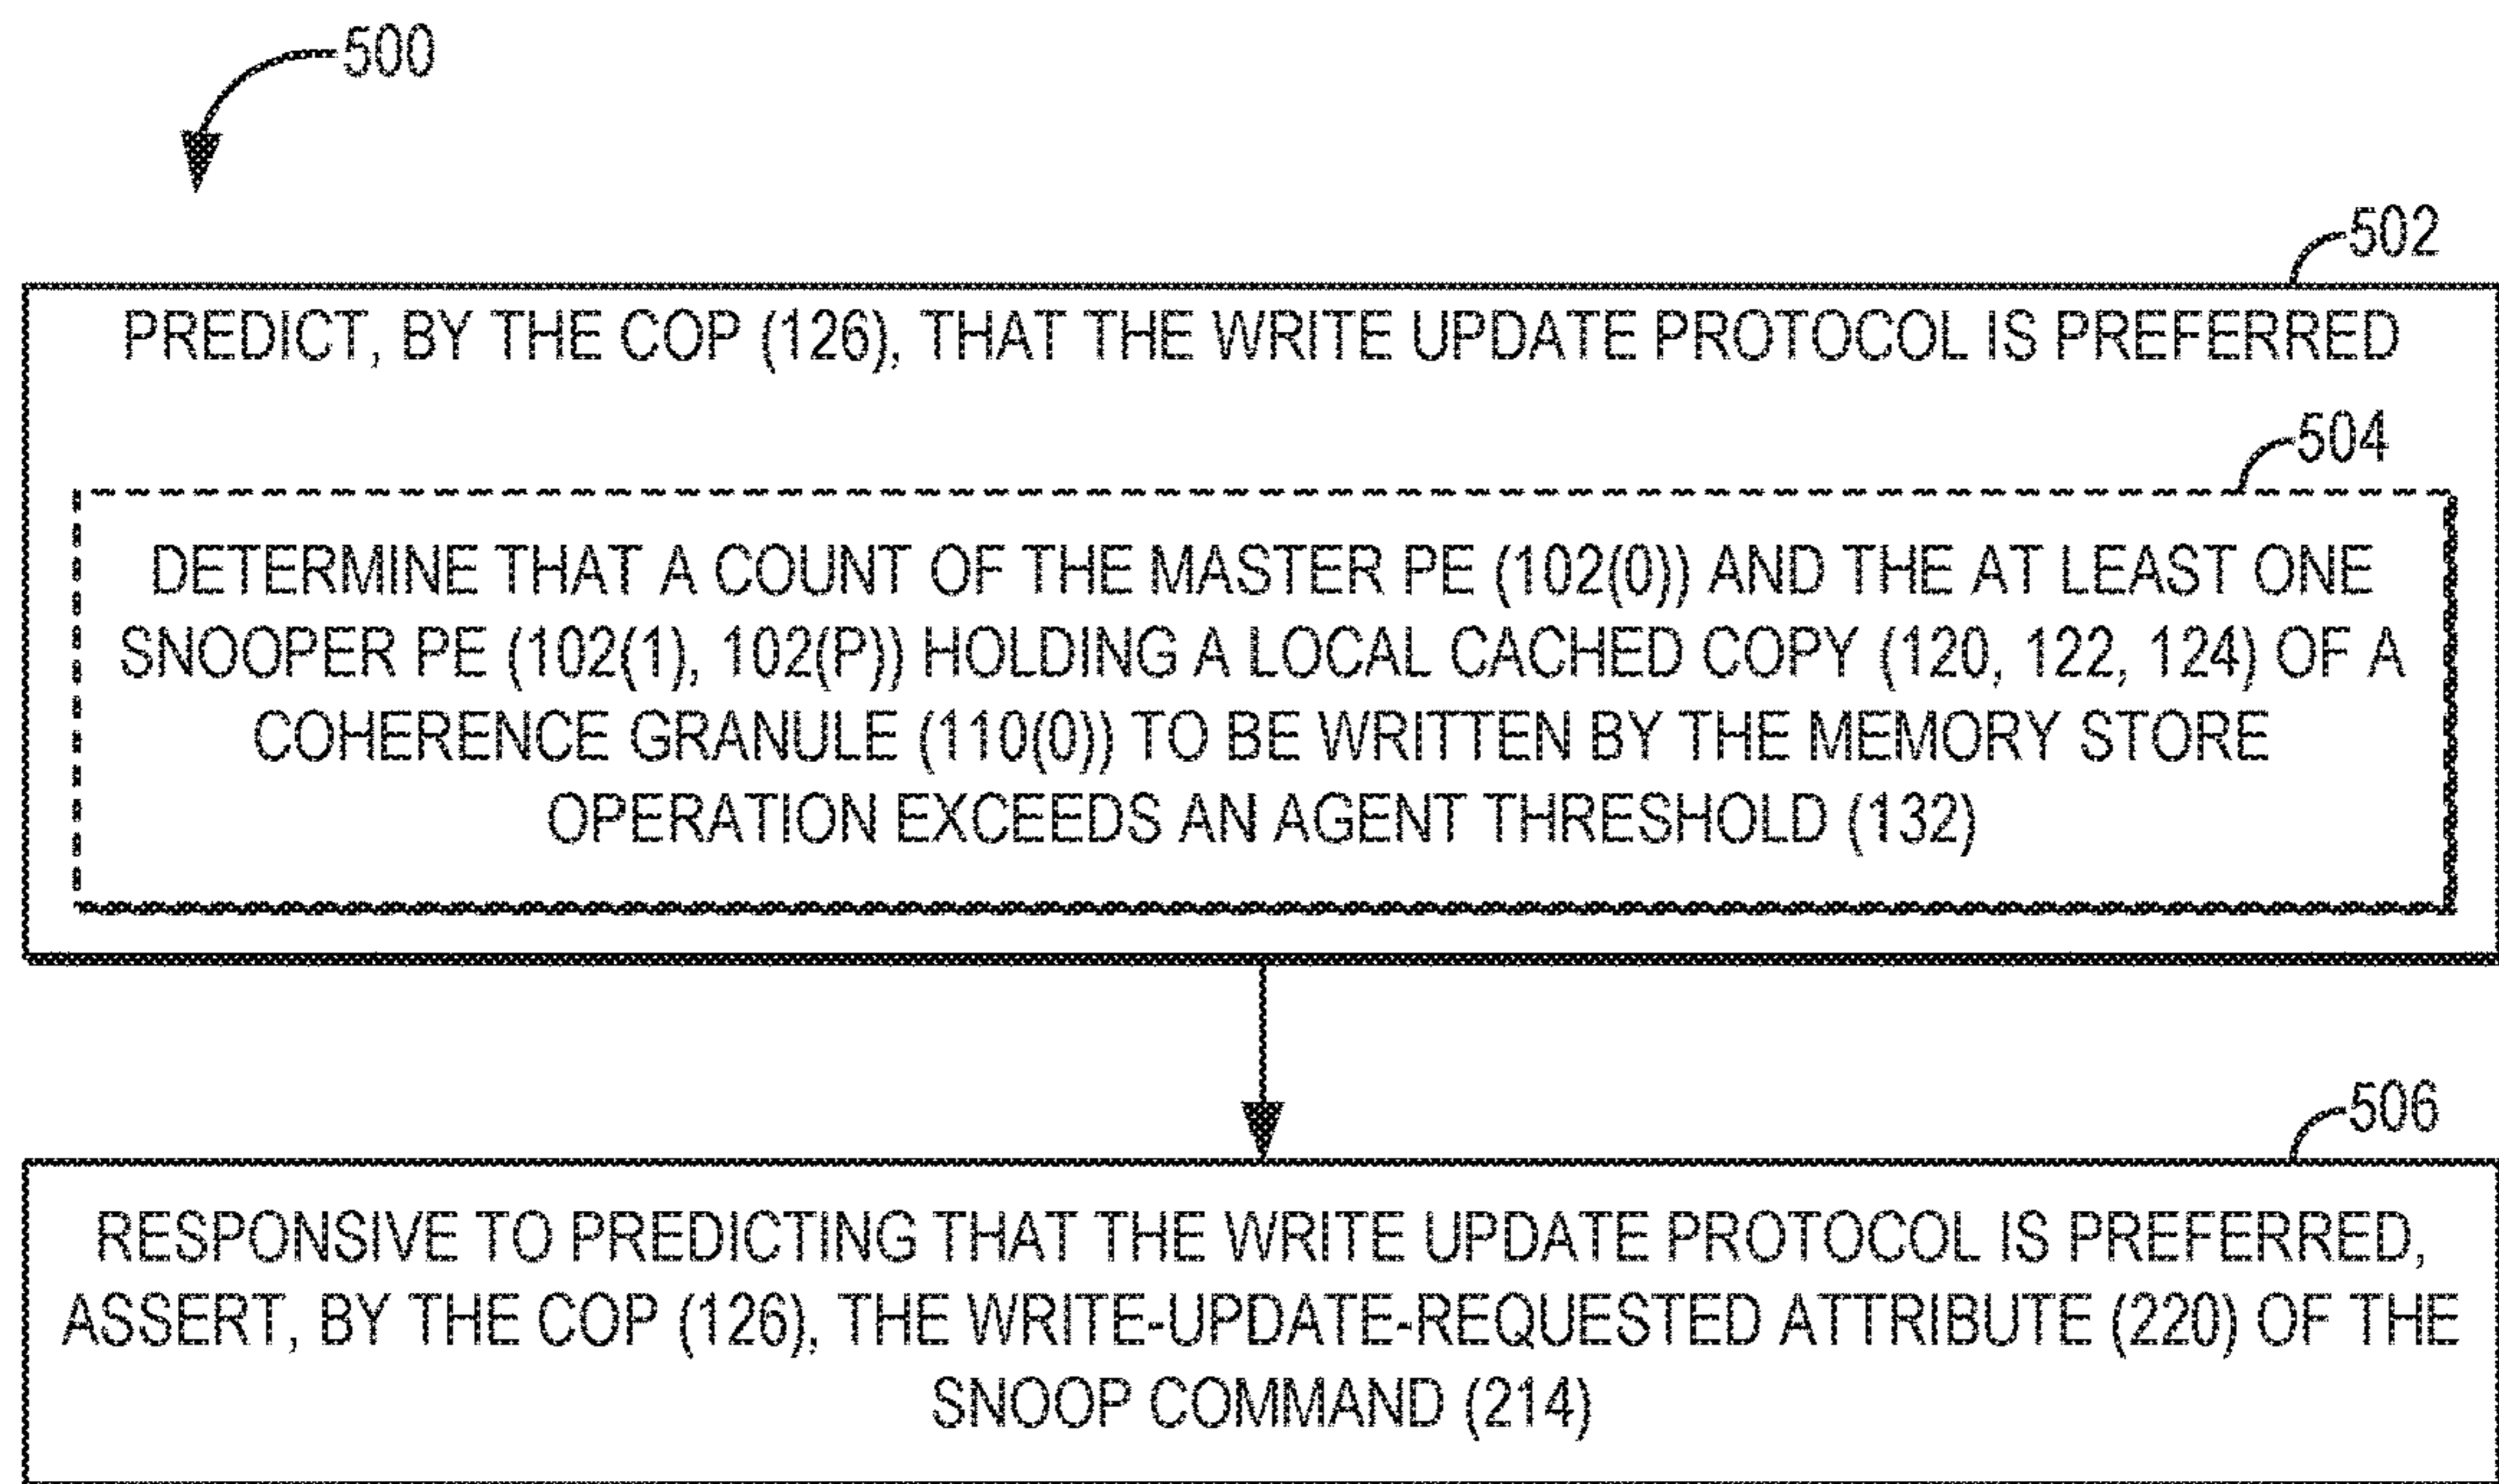 500
502
PREDICT, BY THE COP (126), THAT THE WRITE UPDATE PROTOCOL IS PREFERRED
504
DETERMINE THAT A COUNT OF THE MASTER PE (102(0)) AND THE AT LEAST ONE
SNOOPER PE (102(1), 102(P)) HOLDING A LOCAL CACHED COPY (120, 122, 124) OF A
COHERENCE GRANULE (110(0)) TO BE WRITTEN BY THE MEMORY STORE
OPERATION EXCEEDS AN AGENT THRESHOLD (132)
506
RESPONSIVE TO PREDICTING THAT THE WRITE UPDATE PROTOCOL IS PREFERRED,
ASSERT, BY THE COP (126), THE WRITE-UPDATE-REQUESTED ATTRIBUTE (220) OF THE
SNOOP COMMAND (214)